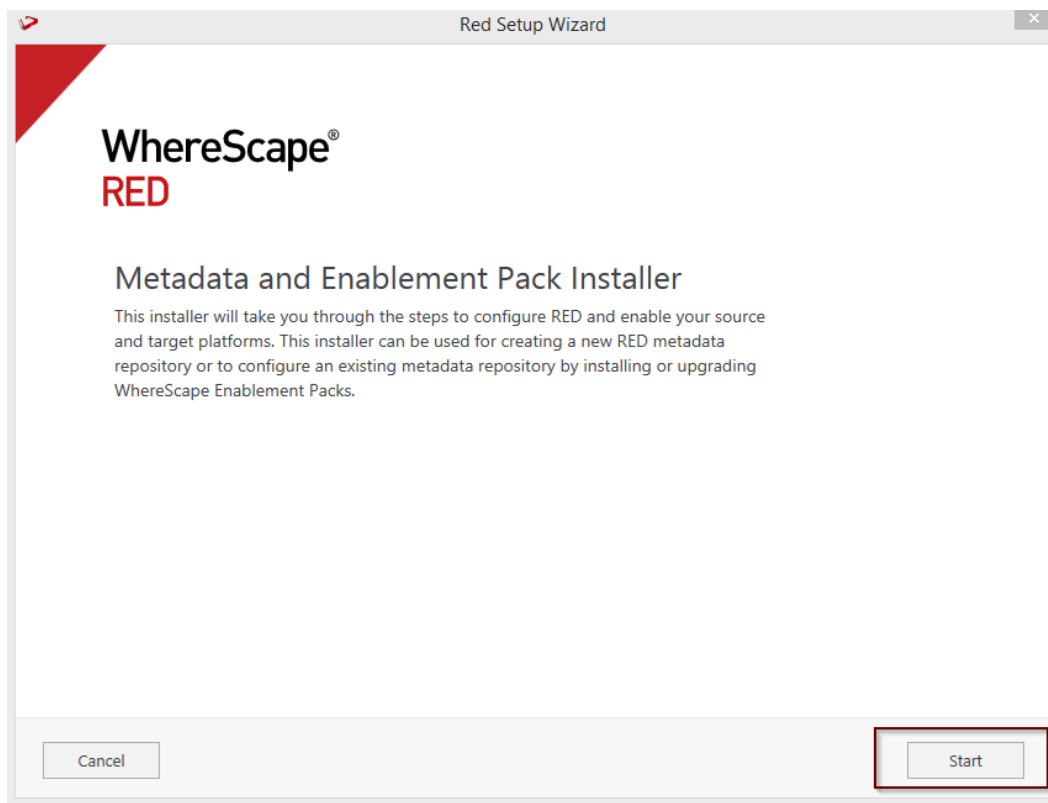 Red Setup Wizard
WhereScape®
RED
Metadata and Enablement Pack Installer
This installer will take you through the steps to configure RED and enable your source
and target platforms. This installer can be used for creating a new RED metadata
repository or to configure an existing metadata repository by installing or upgrading
WhereScape Enablement Packs.
Cancel
Start